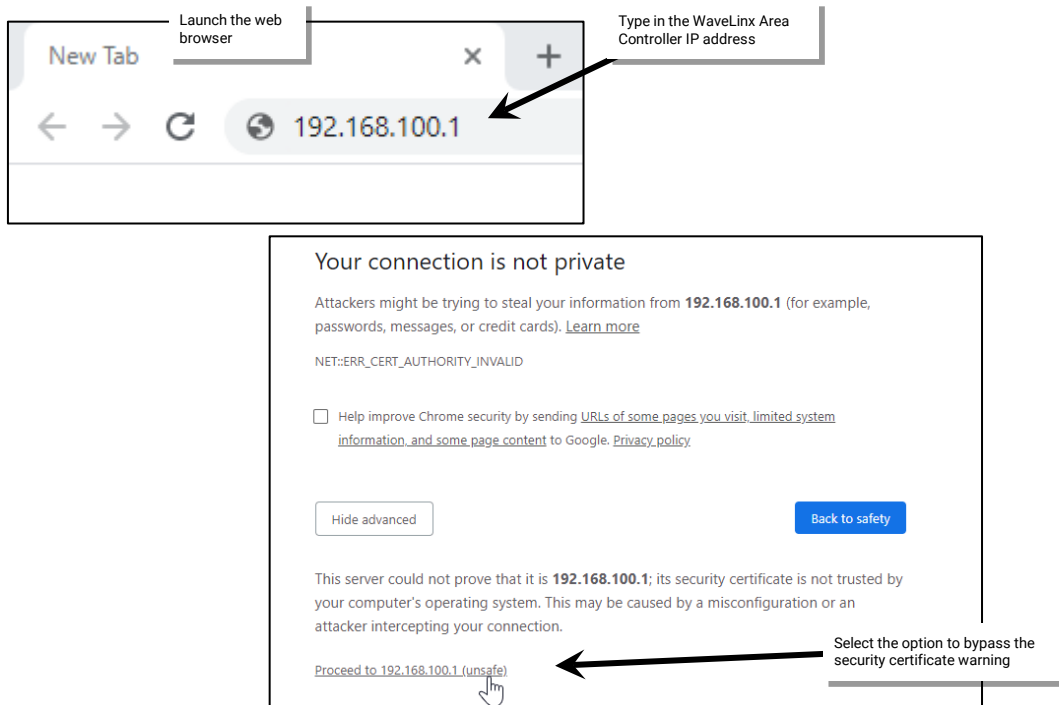 Launch the web
browser
Type in the WaveLinx Area
Controller IP address
New Tab
192.168.100.1
Your connection is not private
Attackers might be trying to steal your information from 192.168.100.1 (for example,
passwords, messages, or credit cards). Learn more
NET::ERR_CERT_AUTHORITY_INVALID
Help improve Chrome security by sending URLs of some pages you visit, limited system
information, and some page content to Google. Privacy policy
Hide advanced
Back to safety
This server could not prove that it is 192.168.100.1; its security certificate is not trusted by
your computer's operating system. This may be caused by a misconfiguration or an
attacker intercepting your connection.
Select the option to bypass the
security certificate warning
Proceed to 192.168.100.1 (unsafe)